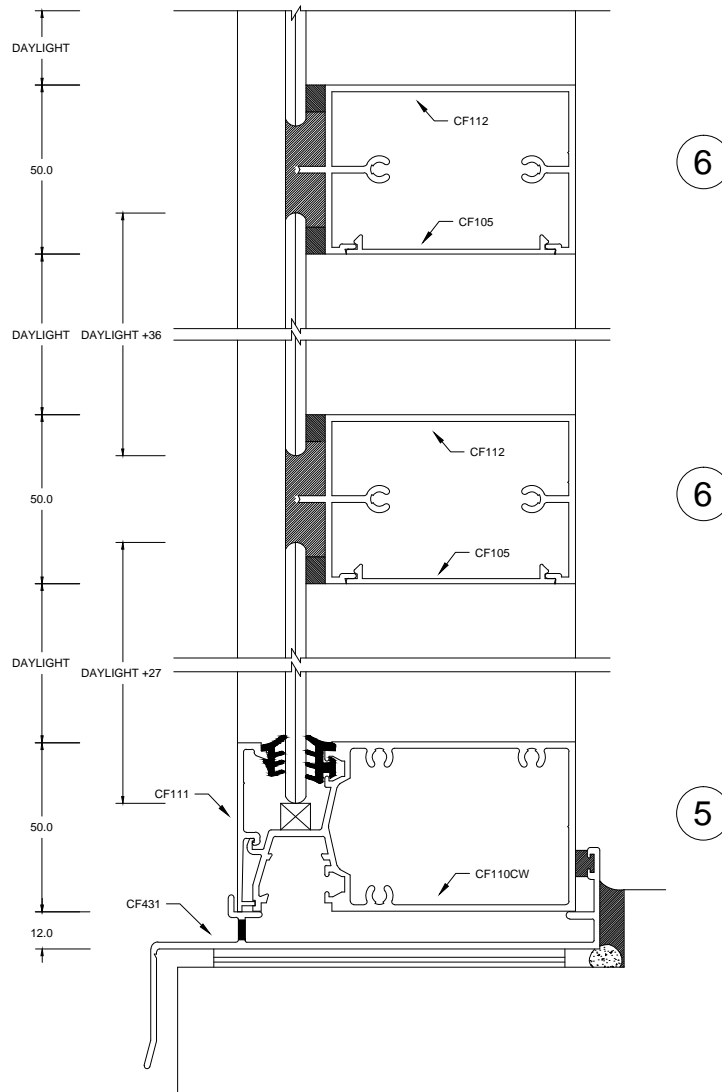 DAYLIGHT
CF112
6
50.0
CF105
DAYLIGHT
DAYLIGHT +36
CF112
50.0
6
CF105
DAYLIGHT
DAYLIGHT +27
CF111
5
50.0
CF110CW
CF431
12.0